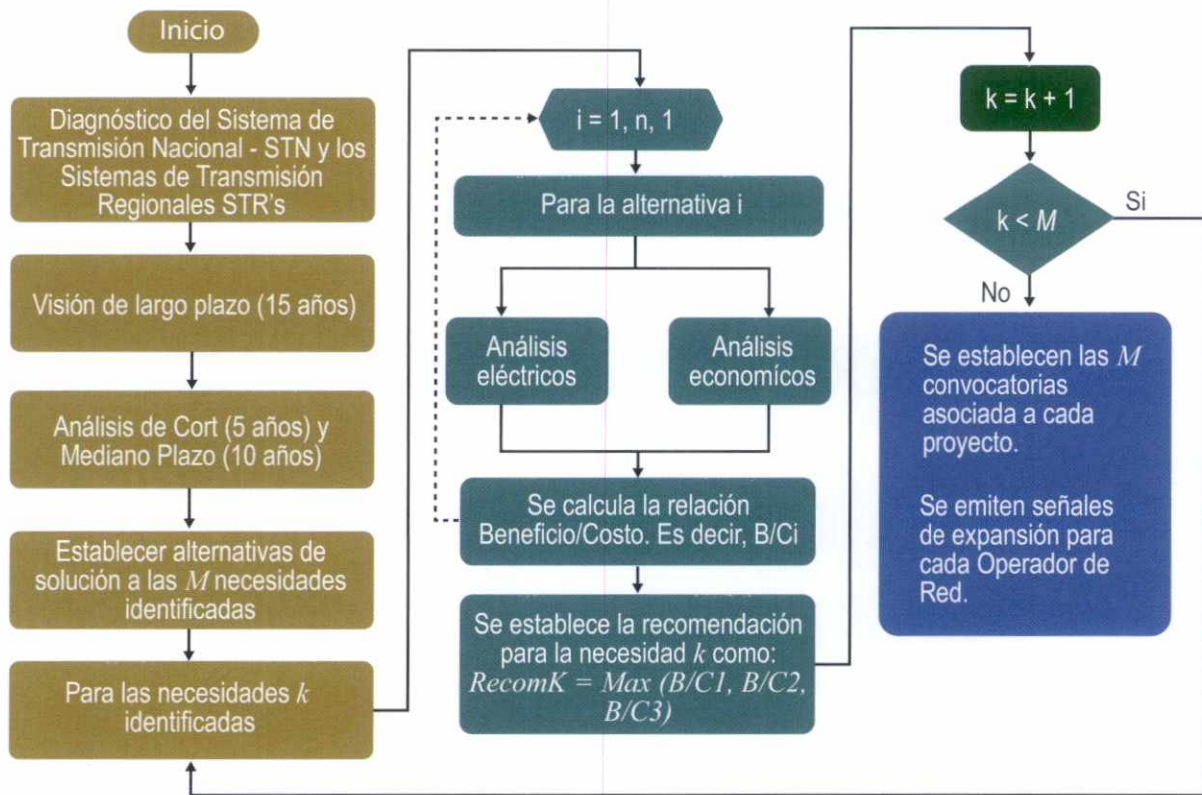 Inicio
Diagnóstico del Sistema de
Transmisión Nacional - STN y los
Sistemas de Transmisión
Regionales STR's
Visión de largo plazo (15 años)
Análisis de Cort (5 años) y
Mediano Plazo (10 años)
Establecer alternativas de
solución a las M necesidades
identificadas
Para las necesidades k
identificadas
i = 1, n, 1
Para la alternativa i
Análisis
eléctricos
Análisis
economícos
Se calcula la relación
Beneficio/Costo. Es decir, B/Ci
Se establece la recomendación
para la necesidad k como:
RecomK = Max (B/C1, B/C2,
B/C3)
k = k + 1
k < M
Si
No
Se establecen las M
convocatorias
asociada a cada
proyecto.
Se emiten señales
de expansión para
cada Operador de
Red.